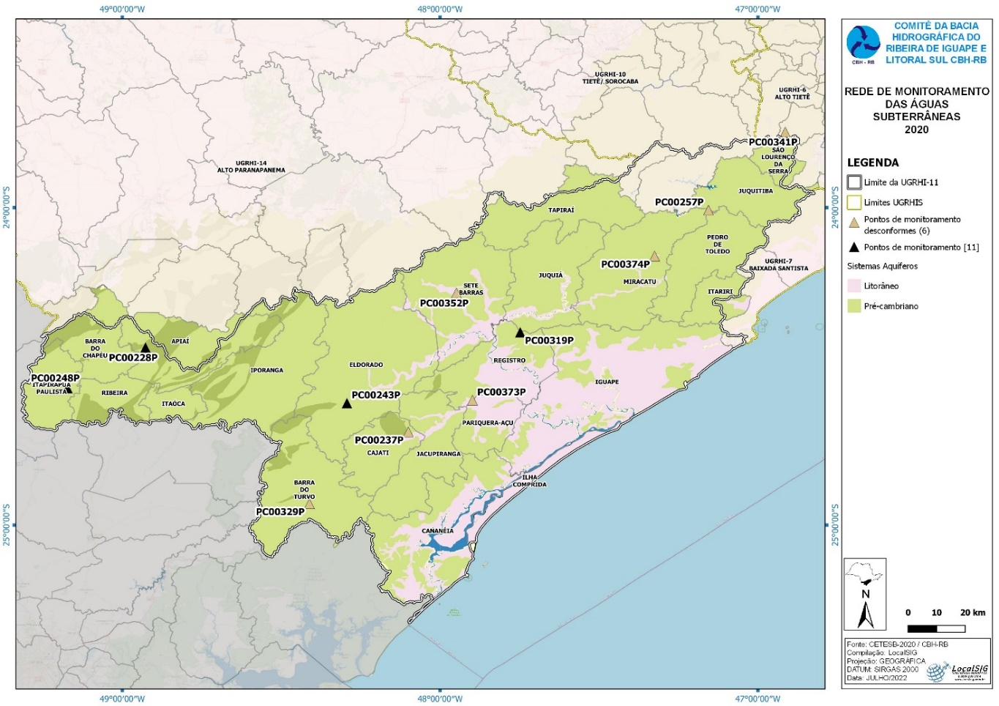 49°00'00"W
48°00'00"W
47°00'00"W
24°00'00"S
25°00'00"S
UGRHI-10
TIETÊ/ SOROCABA
UGRHI-6
ALTO TIETÊ
PC00341P
SÃO
LOURENÇO
DA
SERRA
UGRHI-14
ALTO PARANAPANEMA
JUQUITIBA
PC00257P
TAPIRAÍ
PEDRO
DE
TOLEDO
PC00374P
UGRHI-7
BAIXADA SANTISTA
JUQUIÁ
MIRACATU
SETE
BARRAS
ITARIRI
PC00352P
PC00319P
BARRA
DO
CHAPÉU
APIAÍ
PC00228P
REGISTRO
ELDORADO
IPORANGA
PC00248P
ITAPIRAPUÃ
PAULISTA
IGUAPE
RIBEIRA
PC00243P
PC00373P
ITAÓCA
PARIQUERA-AÇU
PC00237P
CAJATI
JACUPIRANGA
ILHA
COMPRIDA
BARRA
DO
TURVO
PC00329P
CANANÉIA
24°00'00"S
25°00'00"S
49°00'00"W
48°00'00"W
47°00'00"W
COMITÊ DA BACIA
HIDROGRÁFICA DO
RIBEIRA DE IGUAPE E
LITORAL SUL CBH-RB
CBH - RB
REDE DE MONITORAMENTO
DAS ÁGUAS
SUBTERRÂNEAS
2020
LEGENDA
Limite da UGRHI-11
Limites UGRHIS
Pontos de monitoramento
desconformes (6)
Pontos de monitoramento [11]
Sistemas Aquíferos
Litorâneo
Pré-cambriano
N
0 10 20 km
Fonte: CETESB-2020 / CBH-RB
Compilação: LocalSIG
Projeção: GEOGRÁFICA
DATUM: SIRGAS 2000
Data: JULHO/2022
LocalSIG